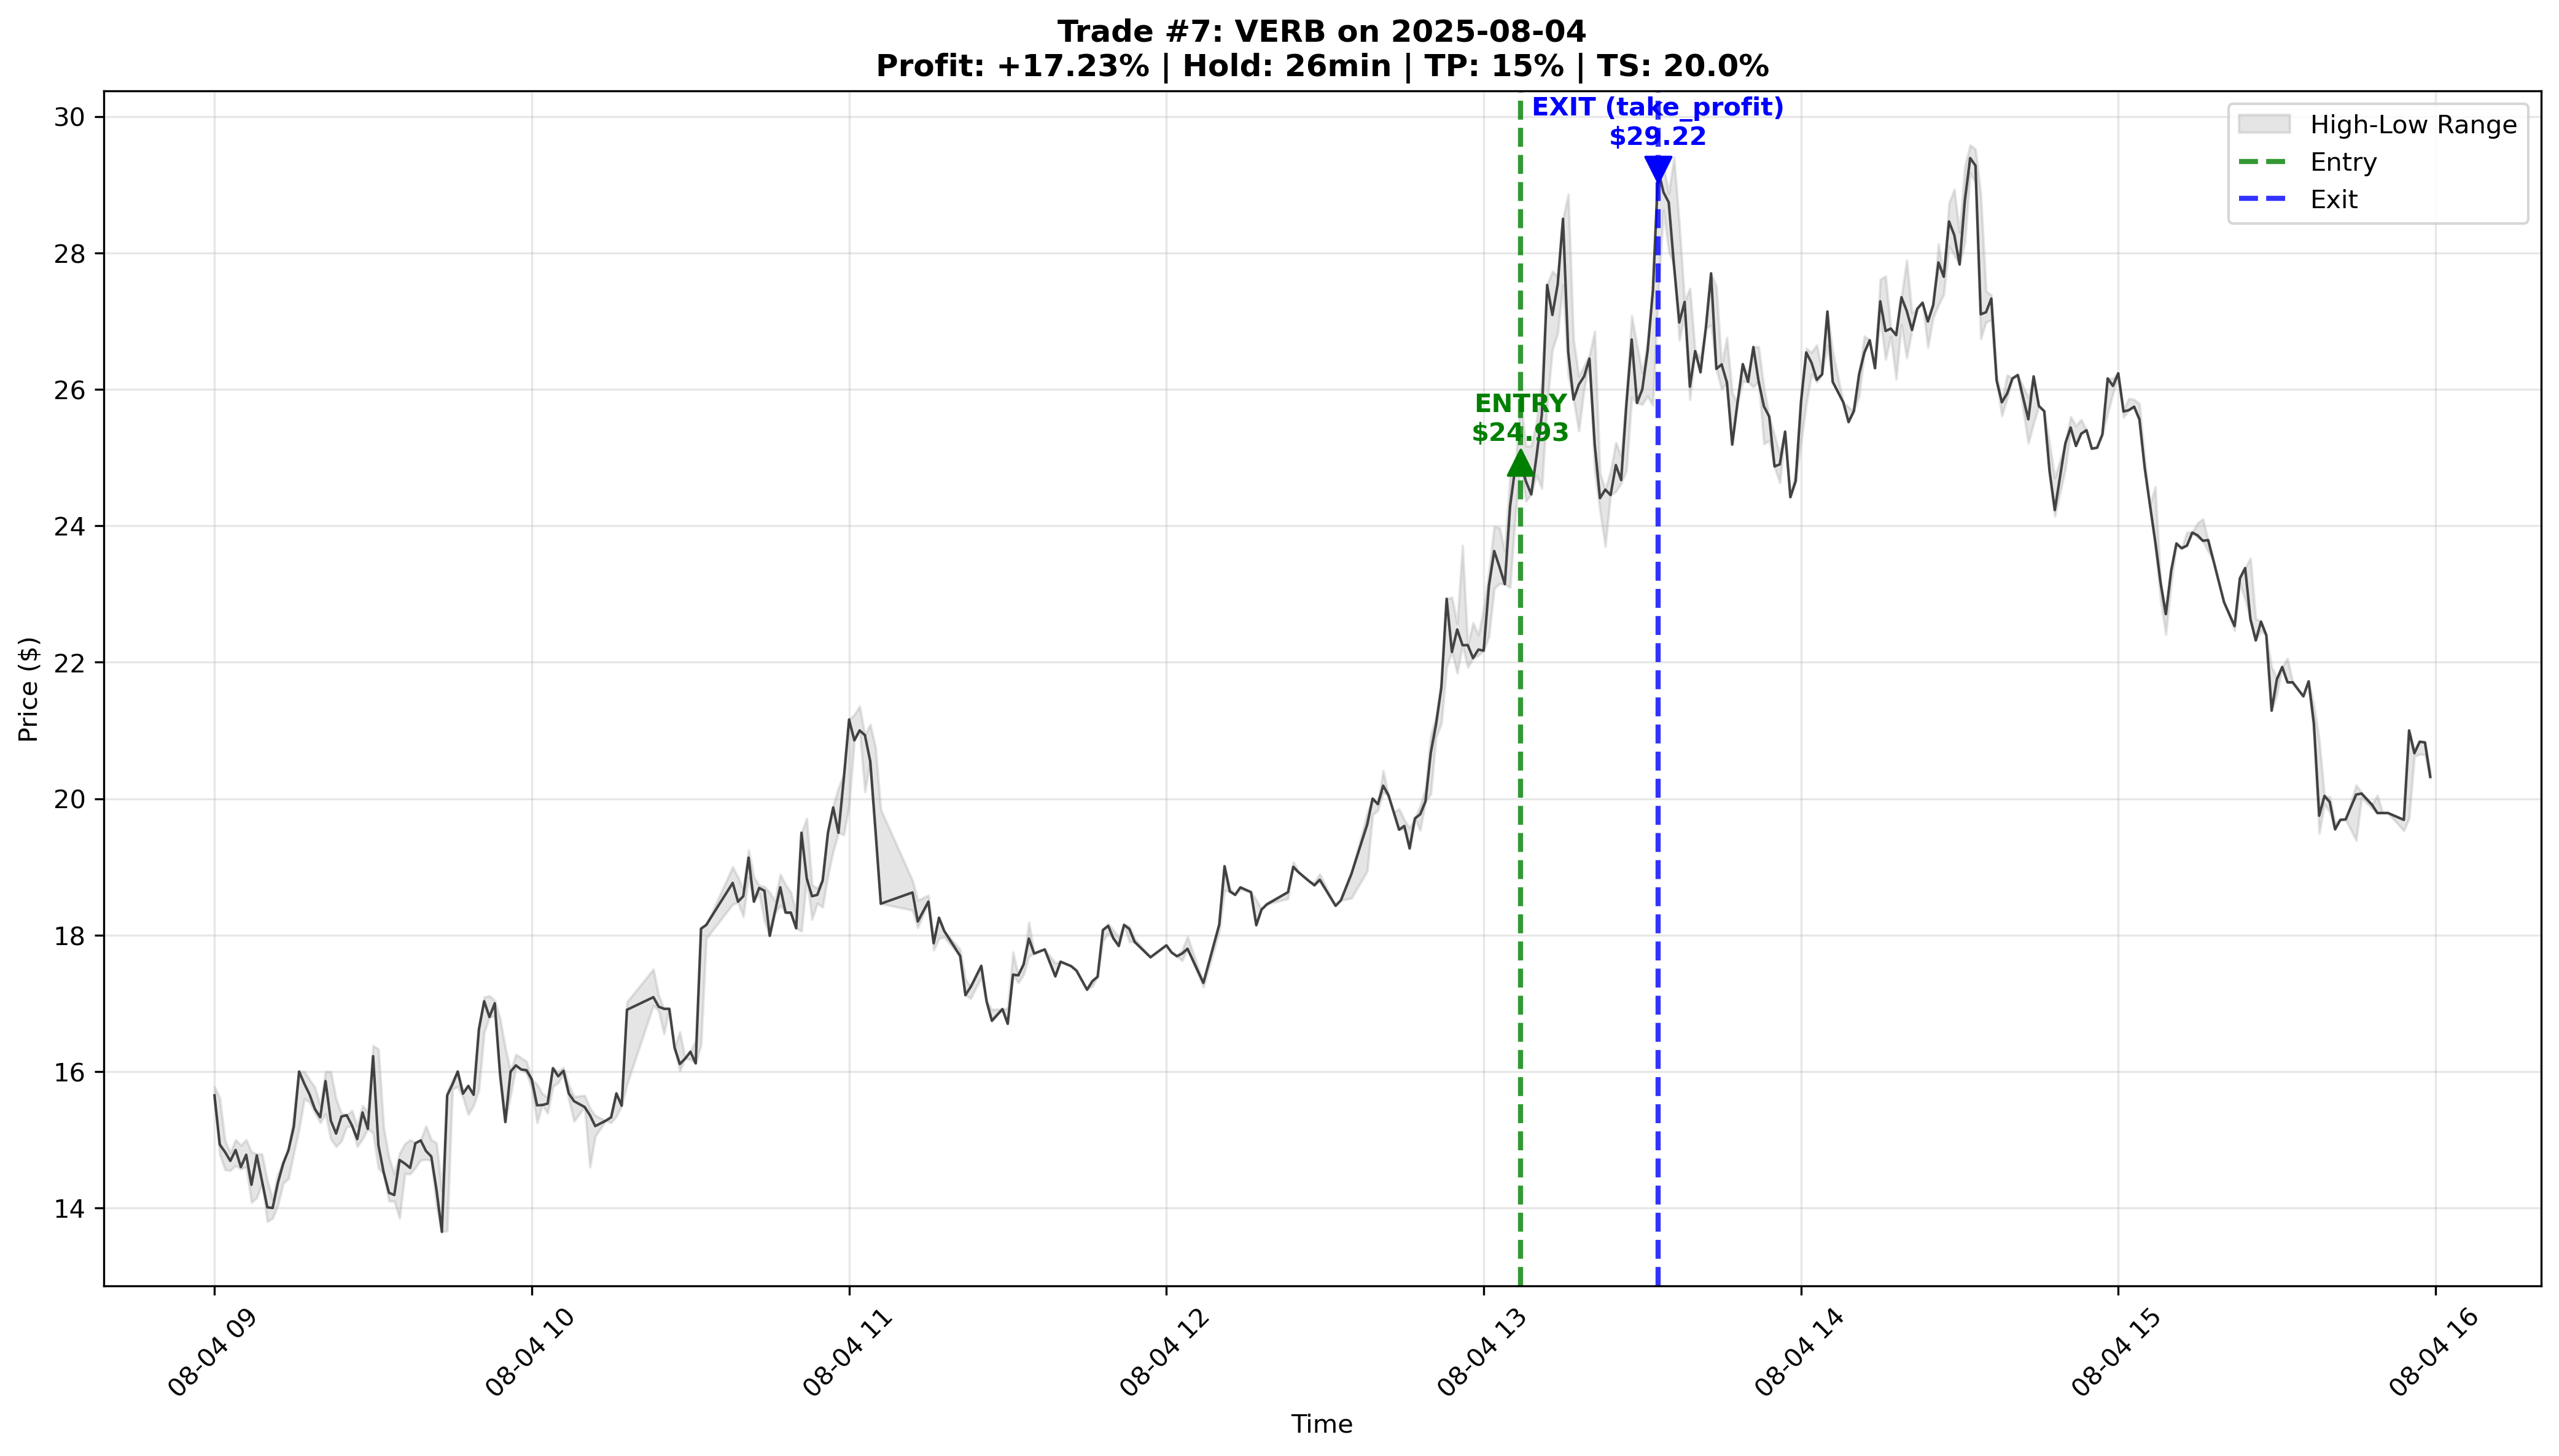 Trade #7: VERB on 2025-08-04
Profit: +17.23% | Hold: 26min | TP: 15% | TS: 20.0%
EXIT (take_profit)
$29.22
High-Low Range
Entry
Exit
ENTRY
$24.93
Price ($)
30
28
26
24
22
20
18
16
14
08-04 09
08-04 10
08-04 11
08-04 12
08-04 13
08-04 14
08-04 15
08-04 16
Time